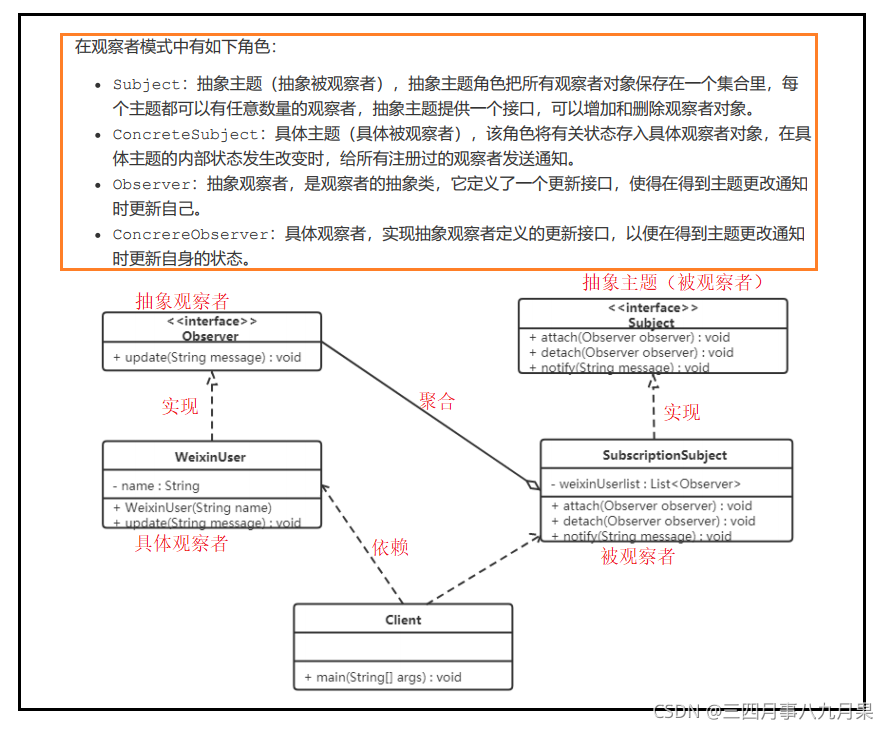 在观察者模式中有如下角色：
• Subject：抽象主题（抽象被观察者），抽象主题角色把所有观察者对象保存在一个集合里，每
个主题都可以有任意数量的观察者，抽象主题提供一个接口，可以增加和删除观察者对象。
• ConcreteSubject：具体主题（具体被观察者），该角色将有关状态存入具体观察者对象，在具
体主题的内部状态发生改变时，给所有注册过的观察者发送通知。
• Observer：抽象观察者，是观察者的抽象类，它定义了一个更新接口，使得在得到主题更改通知
时更新自己。
• ConcrereObserver：具体观察者，实现抽象观察者定义的更新接口，以便在得到主题更改通知
时更新自身的状态。
抽象观察者
<<interface>>
Observer
+ update(String message) : void
抽象主题（被观察者）
<<interface>>
Subject
+ attach(Observer observer) : void
+ detach(Observer observer) : void
+ notify(String message) : void
实现
聚合
实现
WeixinUser
- name : String
+ WeixinUser(String name)
+ update(String message) : void
具体观察者
SubscriptionSubject
- weixinUserlist : List<Observer>
+ attach(Observer observer) : void
+ detach(Observer observer) : void
+ notify(String message) : void
被观察者
依赖
Client
+ main(String[] args) : void
CSDN @三四月事八九月果